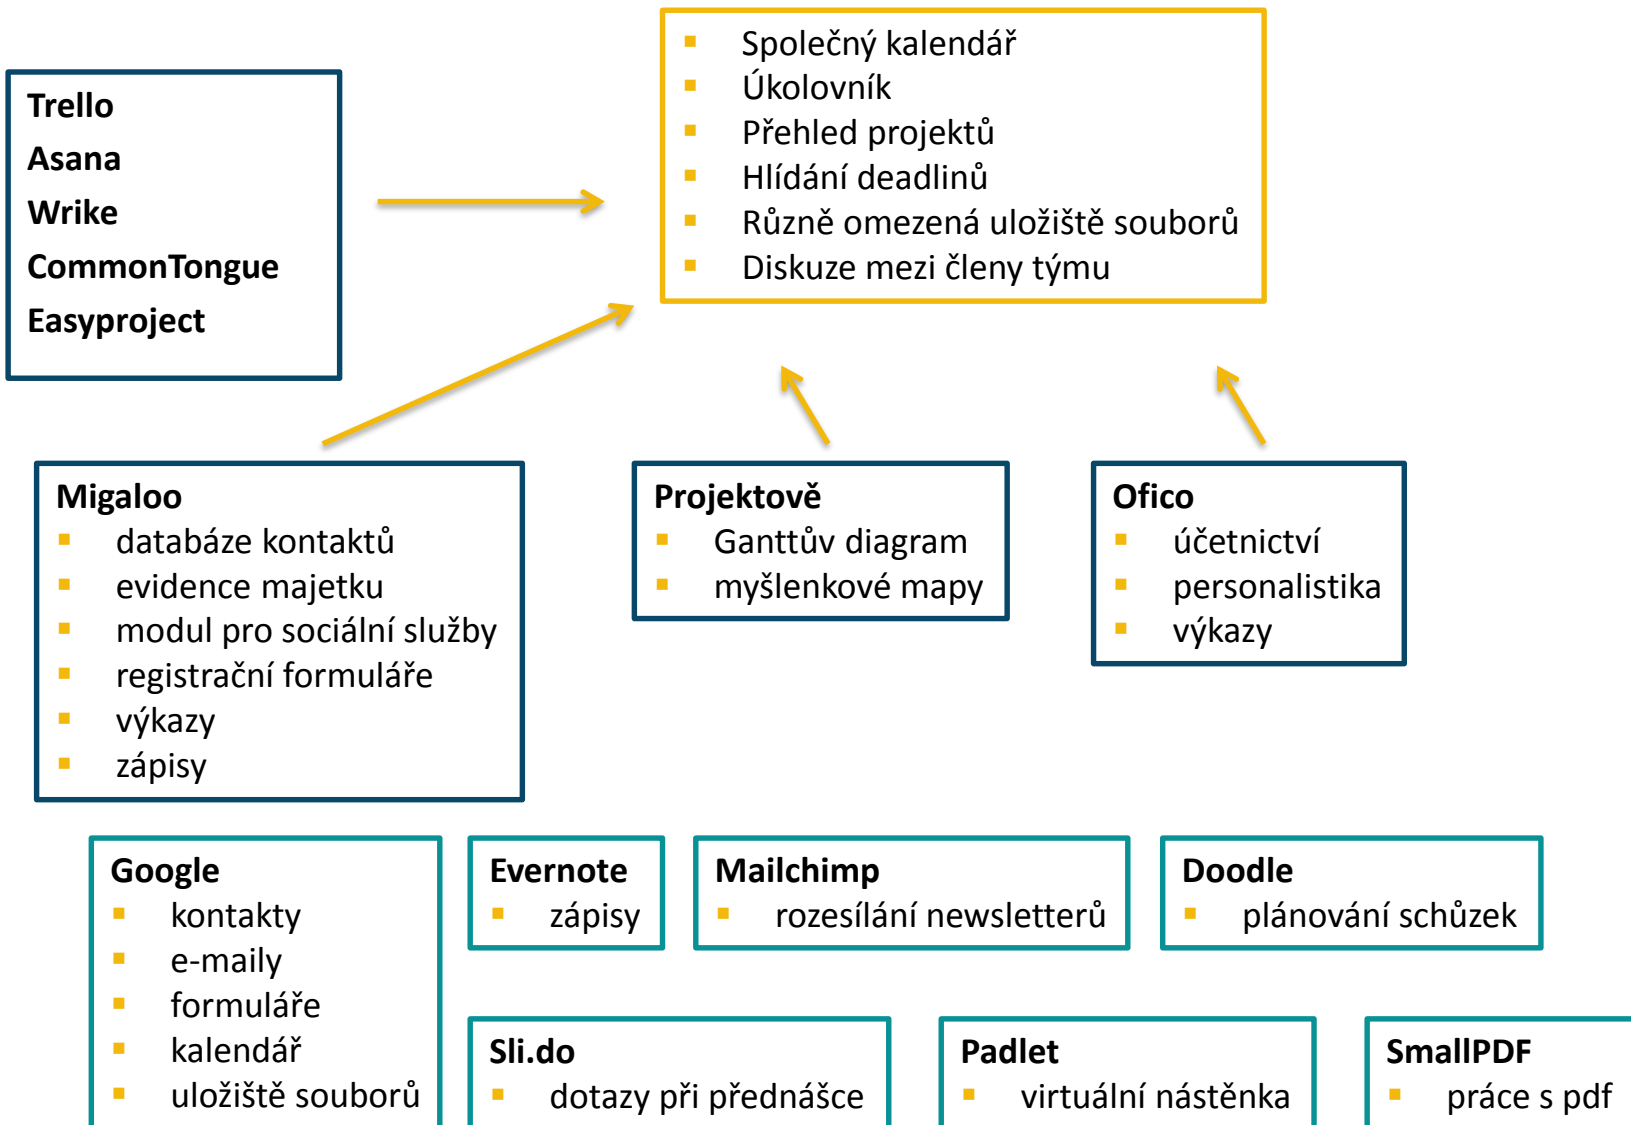 Společný kalendář
Úkolovník
Přehled projektů
Hlídání deadlinů
Různě omezená uložiště souborů
Diskuze mezi členy týmu
Trello
Asana
Wrike
CommonTongue
Easyproject
Migaloo
databáze kontaktů
evidence majetku
modul pro sociální služby
registrační formuláře
výkazy
zápisy
Projektově
Ganttův diagram
myšlenkové mapy
Ofico
účetnictví
personalistika
výkazy
Google
kontakty
e-maily
formuláře
kalendář
uložiště souborů
Evernote
zápisy
Mailchimp
rozesílání newsletterů
Doodle
plánování schůzek
Sli.do
dotazy při přednášce
Padlet
virtuální nástěnka
SmallPDF
práce s pdf